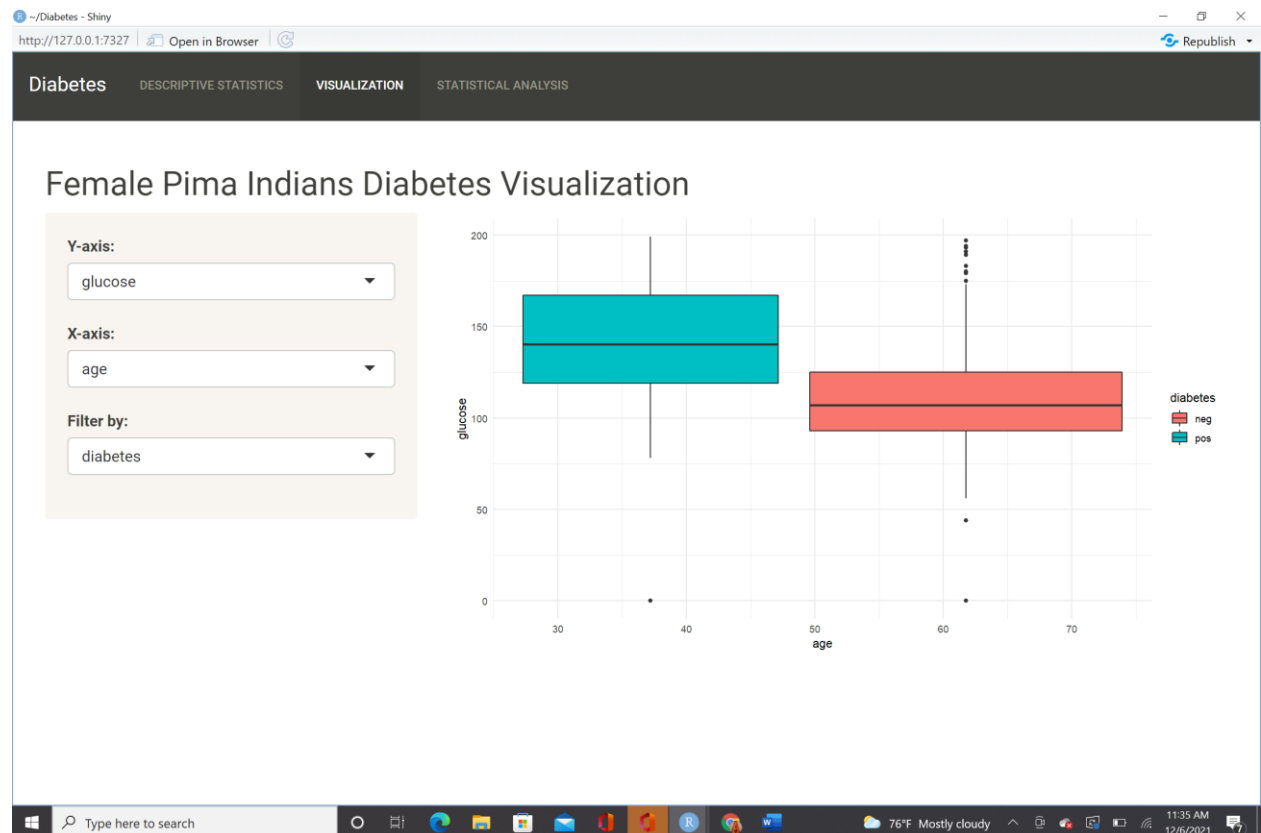 ~/Diabetes - Shiny
http://127.0.0.1:7327 Open in Browser Republish
Diabetes DESCRIPTIVE STATISTICS VISUALIZATION STATISTICAL ANALYSIS
Female Pima Indians Diabetes Visualization
Y-axis:
glucose
X-axis:
age
Filter by:
diabetes
200
150
100
50
0
glucose
30 40 50 60 70
age
diabetes
neg
pos
Type here to search
76°F Mostly cloudy
11:35 AM
12/6/2021